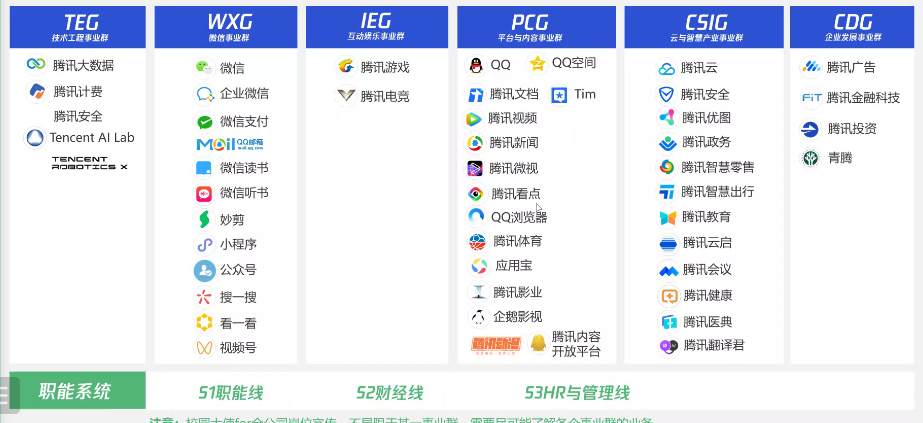 TEG
技术工程事业群
腾讯大数据
腾讯计费
腾讯安全
Tencent AI Lab
TENCENT
ROBOTICS X
WXG
微信事业群
微信
企业微信
微信支付
Mail QQ邮箱
mail.qq.com
微信读书
微信听书
妙剪
小程序
公众号
搜一搜
看一看
视频号
IEG
互动娱乐事业群
腾讯游戏
腾讯电竞
PCG
平台与内容事业群
QQ QQ空间
腾讯文档 Tim
腾讯视频
腾讯新闻
腾讯微视
腾讯看点
QQ浏览器
腾讯体育
应用宝
腾讯影业
企鹅影视
腾讯动漫
腾讯内容
开放平台
CSIG
云与智慧产业事业群
腾讯云
腾讯安全
腾讯优图
腾讯政务
腾讯智慧零售
腾讯智慧出行
腾讯教育
腾讯云启
腾讯会议
腾讯健康
腾讯医典
腾讯翻译君
CDG
企业发展事业群
腾讯广告
FiT 腾讯金融科技
腾讯投资
青腾
职能系统 S1职能线 S2财经线 S3HR与管理线